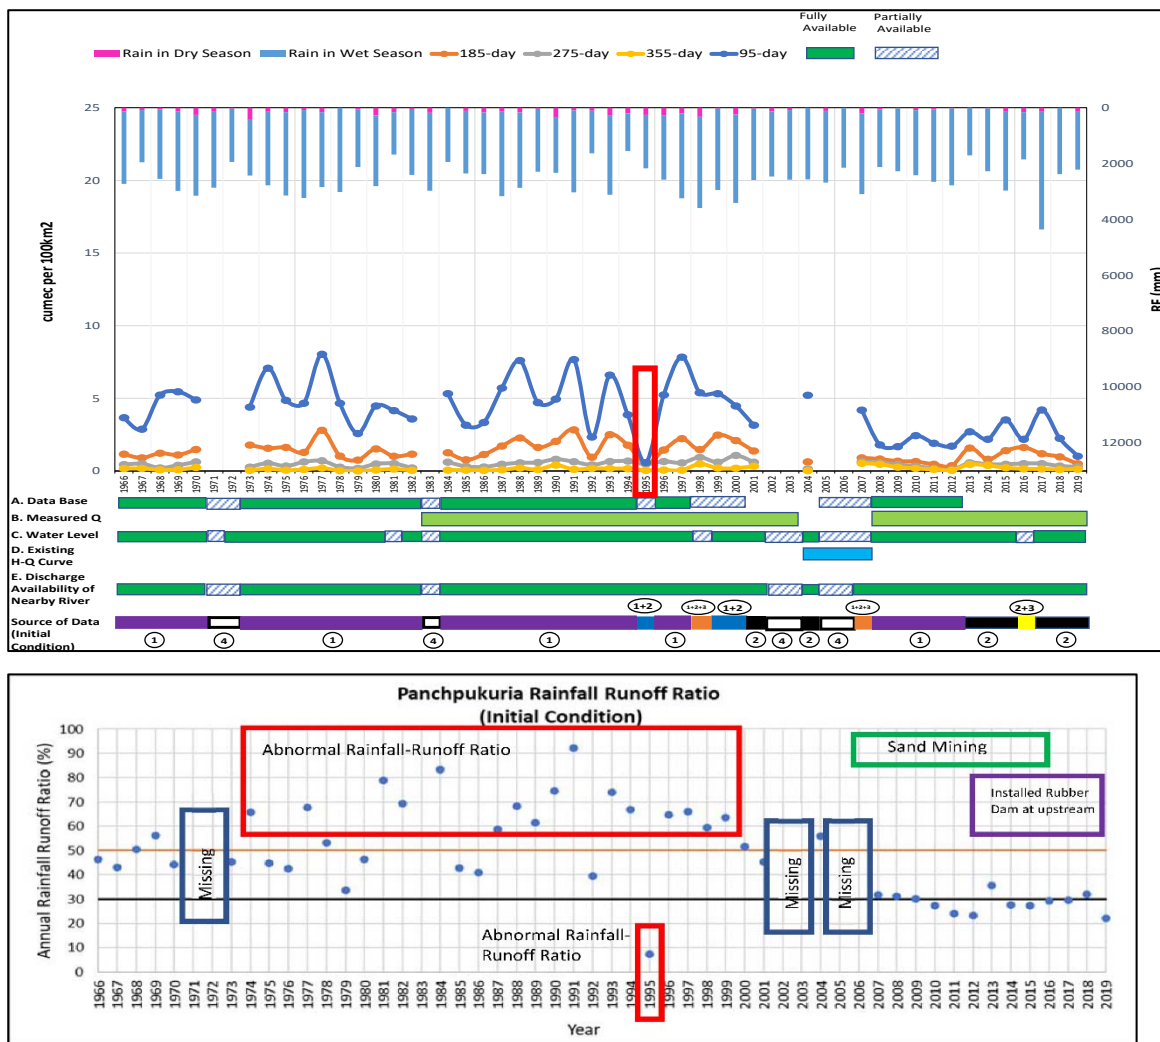 Fully Available
Partially Available
Rain in Dry Season
Rain in Wet Season
185-day
275-day
355-day
95-day
25
20
15
10
5
0
cumec per 100km2
0
2000
4000
6000
8000
10000
12000
RF (mm)
1966 1967 1968 1969 1970 1971 1972 1973 1974 1975 1976 1977 1978 1979 1980 1981 1982 1983 1984 1985 1986 1987 1988 1989 1990 1991 1992 1993 1994 1995 1996 1997 1998 1999 2000 2001 2002 2003 2004 2005 2006 2007 2008 2009 2010 2011 2012 2013 2014 2015 2016 2017 2018 2019
A. Data Base
B. Measured Q
C. Water Level
D. Existing
H-Q Curve
E. Discharge
Availability of
Nearby River
1+2
1+2+3
1+2
1+2+3
2+3
Source of Data
(Initial
Condition)
1 4 1 4 1 1 2 4 2 4 1 2 2
Panchpukuria Rainfall Runoff Ratio
(Initial Condition)
Annual Rainfall Runoff Ratio (%)
100
90
80
70
60
50
40
30
20
10
0
Abnormal Rainfall-Runoff Ratio
Sand Mining
Installed Rubber
Dam at upstream
Missing
Missing
Missing
Abnormal Rainfall-
Runoff Ratio
1966 1967 1968 1969 1970 1971 1972 1973 1974 1975 1976 1977 1978 1979 1980 1981 1982 1983 1984 1985 1986 1987 1988 1989 1990 1991 1992 1993 1994 1995 1996 1997 1998 1999 2000 2001 2002 2003 2004 2005 2006 2007 2008 2009 2010 2011 2012 2013 2014 2015 2016 2017 2018 2019
Year